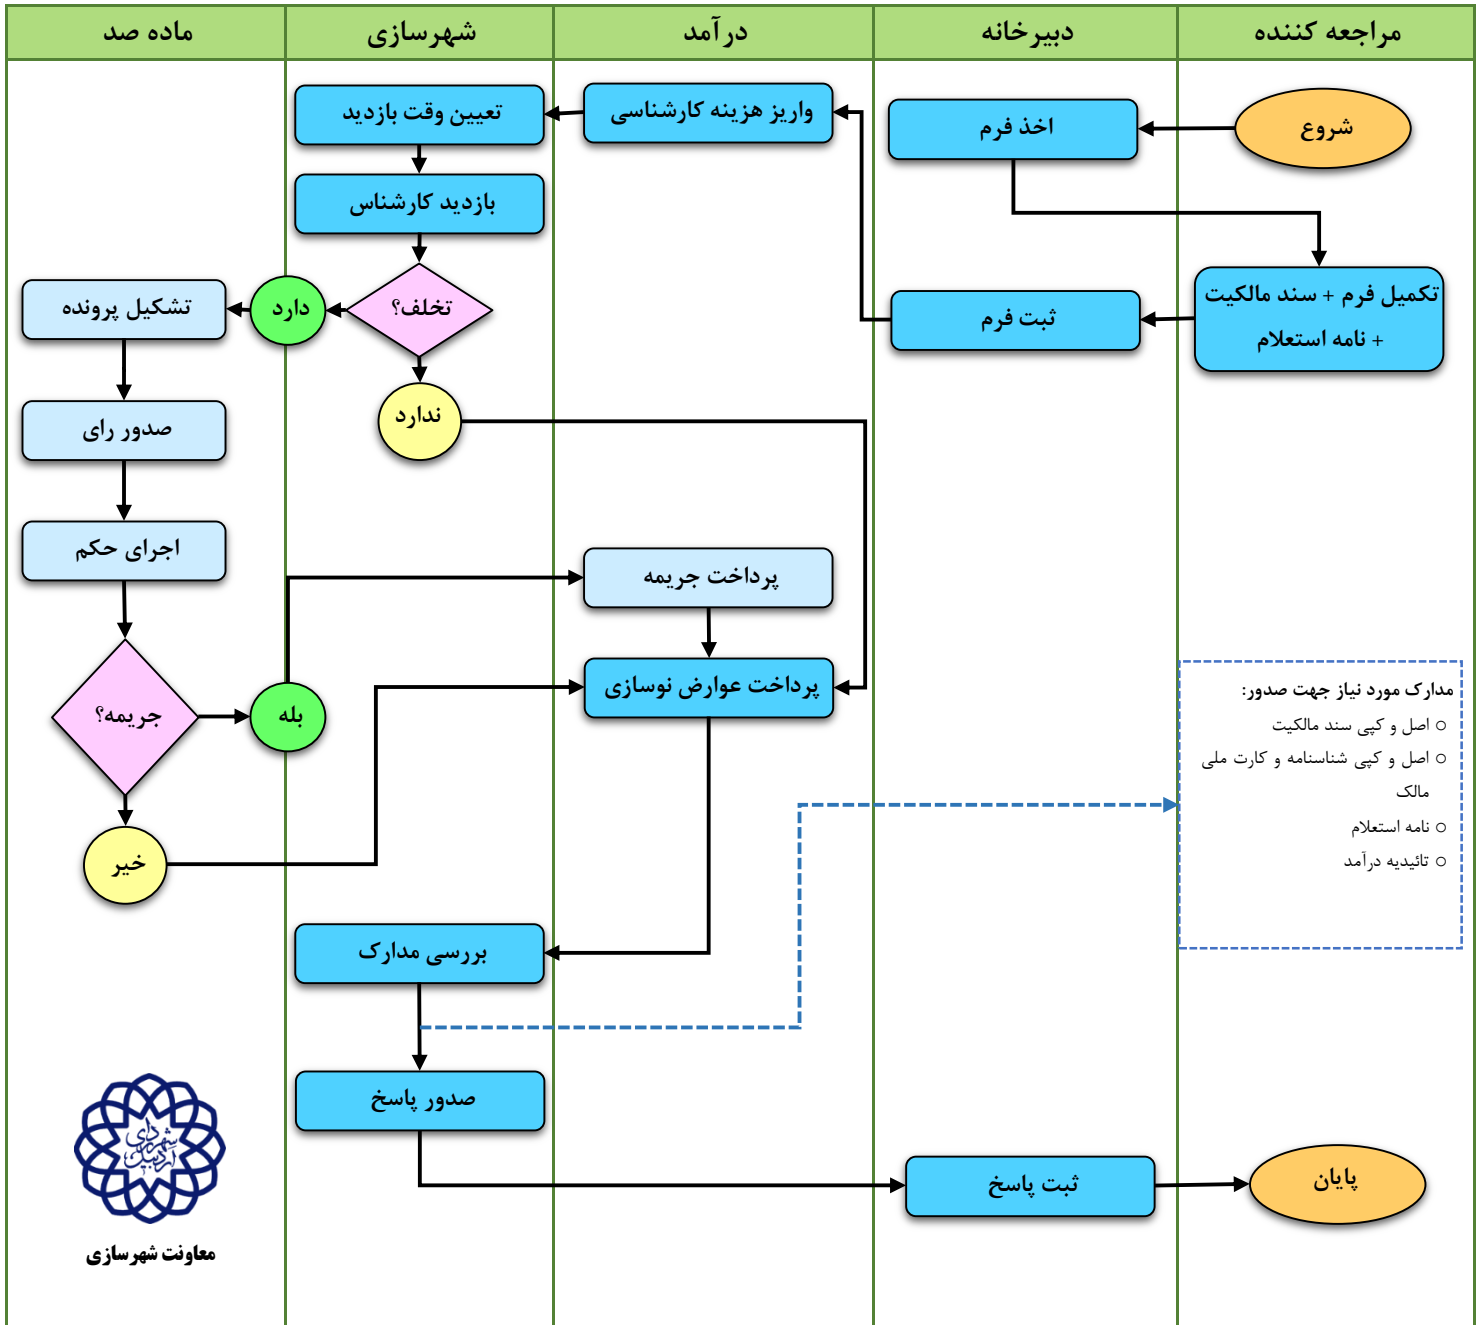 مراجعه کننده
دبیرخانه
درآمد
شهرسازی
ماده صد
شروع
اخذ فرم
واریز هزینه کارشناسی
تعیین وقت بازدید
بازدید کارشناس
تکمیل فرم + سند مالکیت
+ نامه استعلام
ثبت فرم
تخلف؟
دارد
تشکیل پرونده
ندارد
صدور رای
اجرای حکم
پرداخت جریمه
پرداخت عوارض نوسازی
جریمه؟
بله
خیر
مدارک مورد نیاز جهت صدور:
○ اصل و کپی سند مالکیت
○ اصل و کپی شناسنامه و کارت ملی
مالک
○ نامه استعلام
○ تائیدیه درآمد
بررسی مدارک
صدور پاسخ
ثبت پاسخ
پایان
شهرداری
اردبیل
معاونت شهرسازی